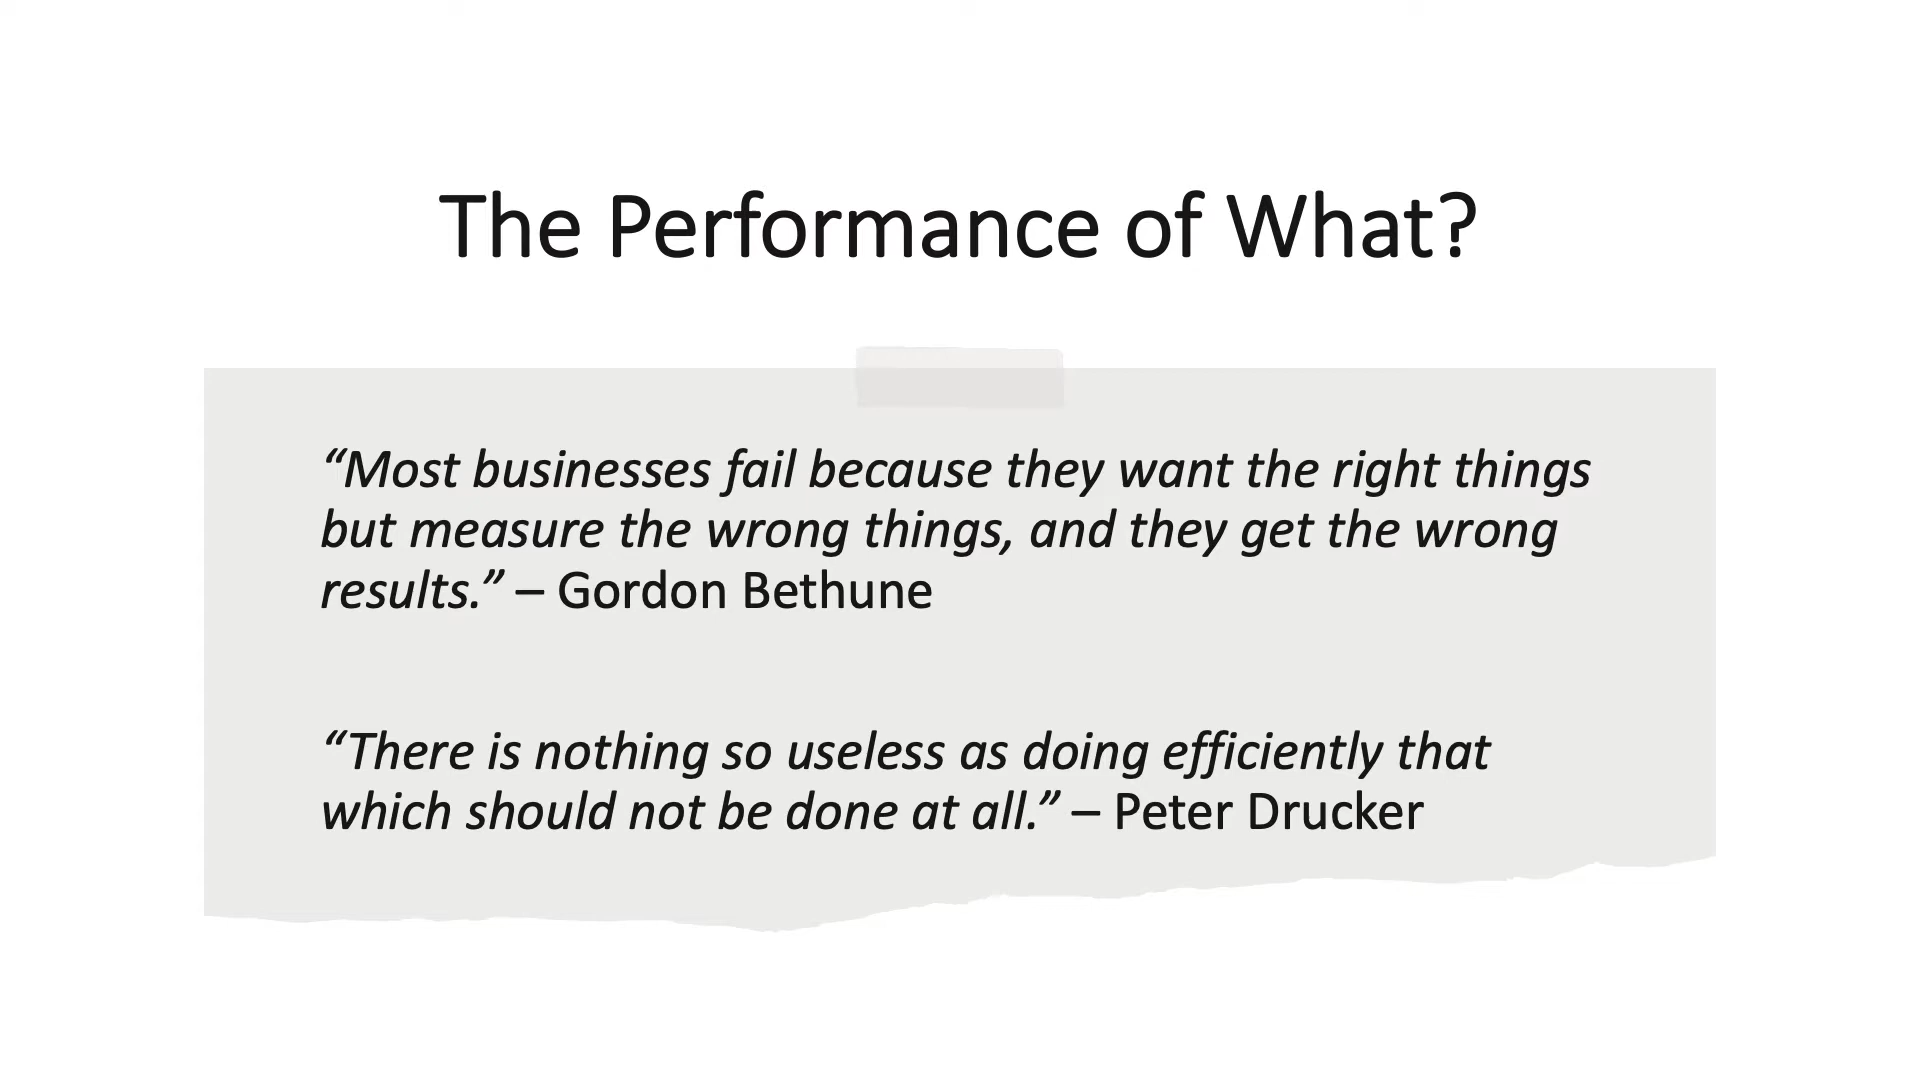 The Performance of What?
“Most businesses fail because they want the right things
but measure the wrong things, and they get the wrong
results.” – Gordon Bethune
“There is nothing so useless as doing efficiently that
which should not be done at all.” – Peter Drucker